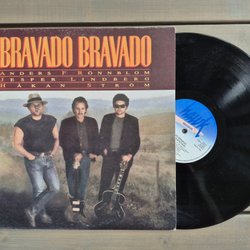 BRAVADO BRAVADO
ANDERS F RÖNNBLOM
JESPER LINDBERG
HÅKAN STRÖM